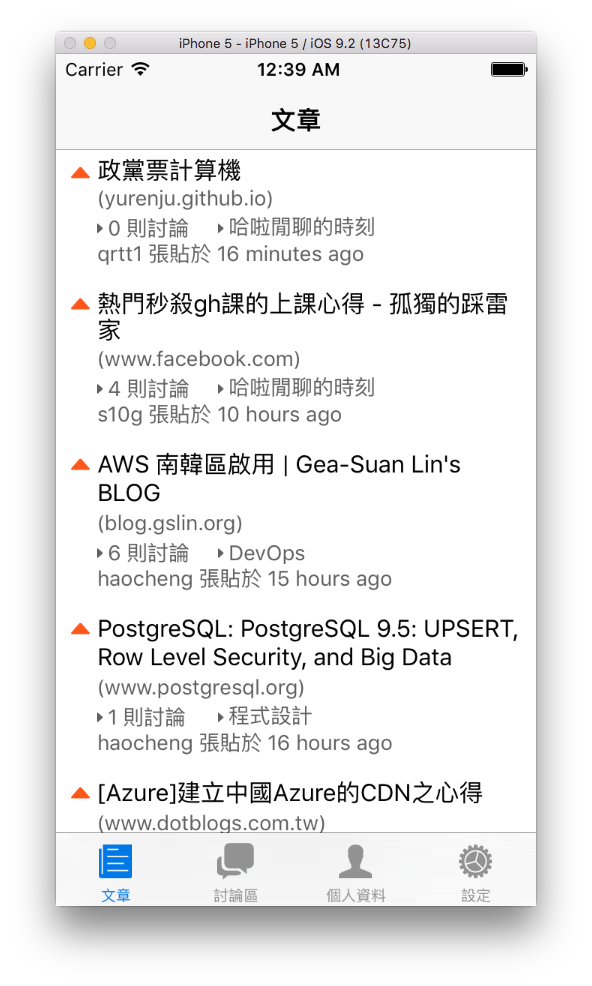 iPhone 5 - iPhone 5 / iOS 9.2 (13C75)
Carrier 12:39 AM
文章
政黨票計算機
(yurenju.github.io)
0 則討論 哈啦閒聊的時刻
qrtt1 張貼於 16 minutes ago
熱門秒殺gh課的上課心得 - 孤獨的踩雷
家
(www.facebook.com)
4 則討論 哈啦閒聊的時刻
s10g 張貼於 10 hours ago
AWS 南韓區啟用 | Gea-Suan Lin's
BLOG
(blog.gslin.org)
6 則討論 DevOps
haocheng 張貼於 15 hours ago
PostgreSQL: PostgreSQL 9.5: UPSERT,
Row Level Security, and Big Data
(www.postgresql.org)
1 則討論 程式設計
haocheng 張貼於 16 hours ago
[Azure]建立中國Azure的CDN之心得
(www.dotblogs.com.tw)
文章 討論區 個人資料 設定